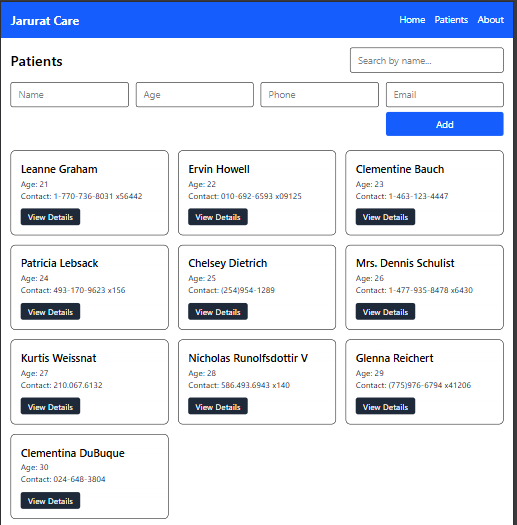 Jarurat Care
Home Patients About
Patients
Search by name...
Name Age Phone Email
Add
Leanne Graham
Age: 21
Contact: 1-770-736-8031 x56442
View Details
Ervin Howell
Age: 22
Contact: 010-692-6593 x09125
View Details
Clementine Bauch
Age: 23
Contact: 1-463-123-4447
View Details
Patricia Lebsack
Age: 24
Contact: 493-170-9623 x156
View Details
Chelsey Dietrich
Age: 25
Contact: (254)954-1289
View Details
Mrs. Dennis Schulist
Age: 26
Contact: 1-477-935-8478 x6430
View Details
Kurtis Weissnat
Age: 27
Contact: 210.067.6132
View Details
Nicholas Runolfsdottir V
Age: 28
Contact: 586.493.6943 x140
View Details
Glenna Reichert
Age: 29
Contact: (775)976-6794 x41206
View Details
Clementina DuBuque
Age: 30
Contact: 024-648-3804
View Details